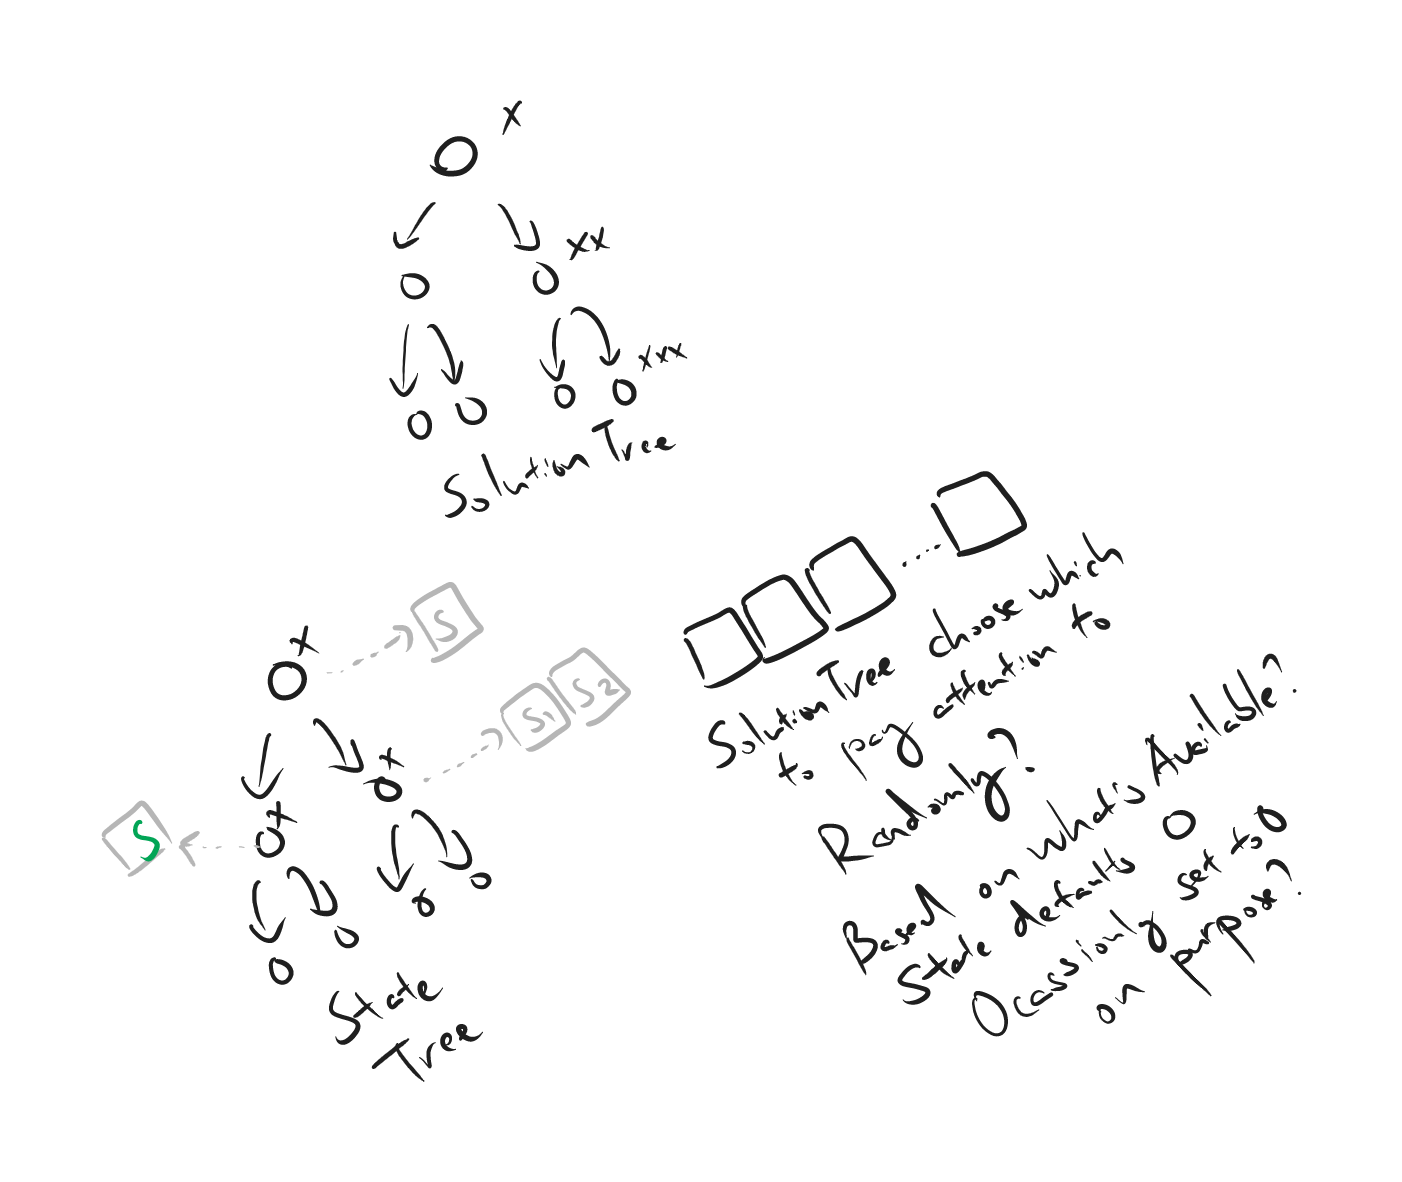 x
xx
xxx
Solution Tree
S
x
S1 S2
x
S
x
State
Tree
Solution Tree choose which
to pay attention to
Randomly?
Based on what's Available?
State defaults 0
Ocassionly set to 0
on purpose?